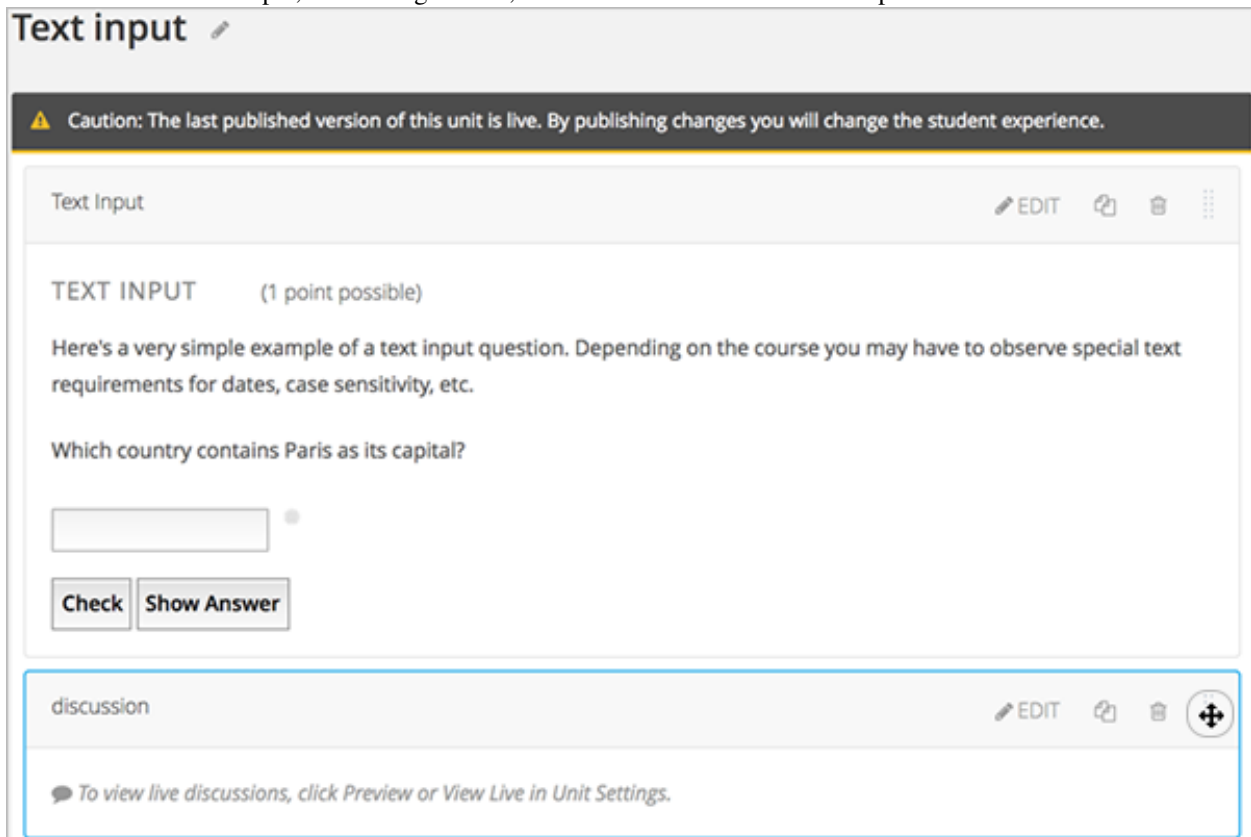 Text input
Caution: The last published version of this unit is live. By publishing changes you will change the student experience.
Text Input EDIT
TEXT INPUT (1 point possible)
Here's a very simple example of a text input question. Depending on the course you may have to observe special text
requirements for dates, case sensitivity, etc.
Which country contains Paris as its capital?
Check Show Answer
discussion EDIT
To view live discussions, click Preview or View Live in Unit Settings.